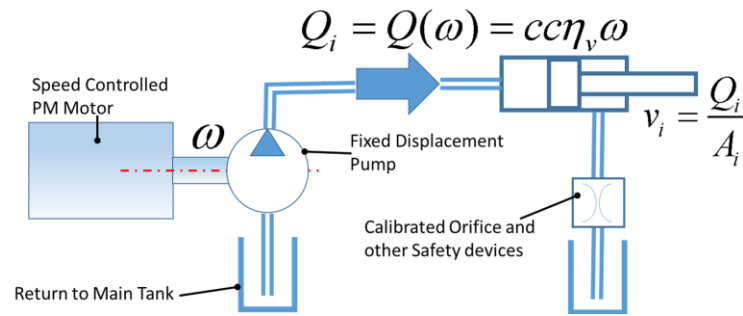 Q_i = Q(ω) = ccη_vω
Speed Controlled
PM Motor
ω
Fixed Displacement
Pump
v_i = Q_i / A_i
Calibrated Orifice and
other Safety devices
Return to Main Tank